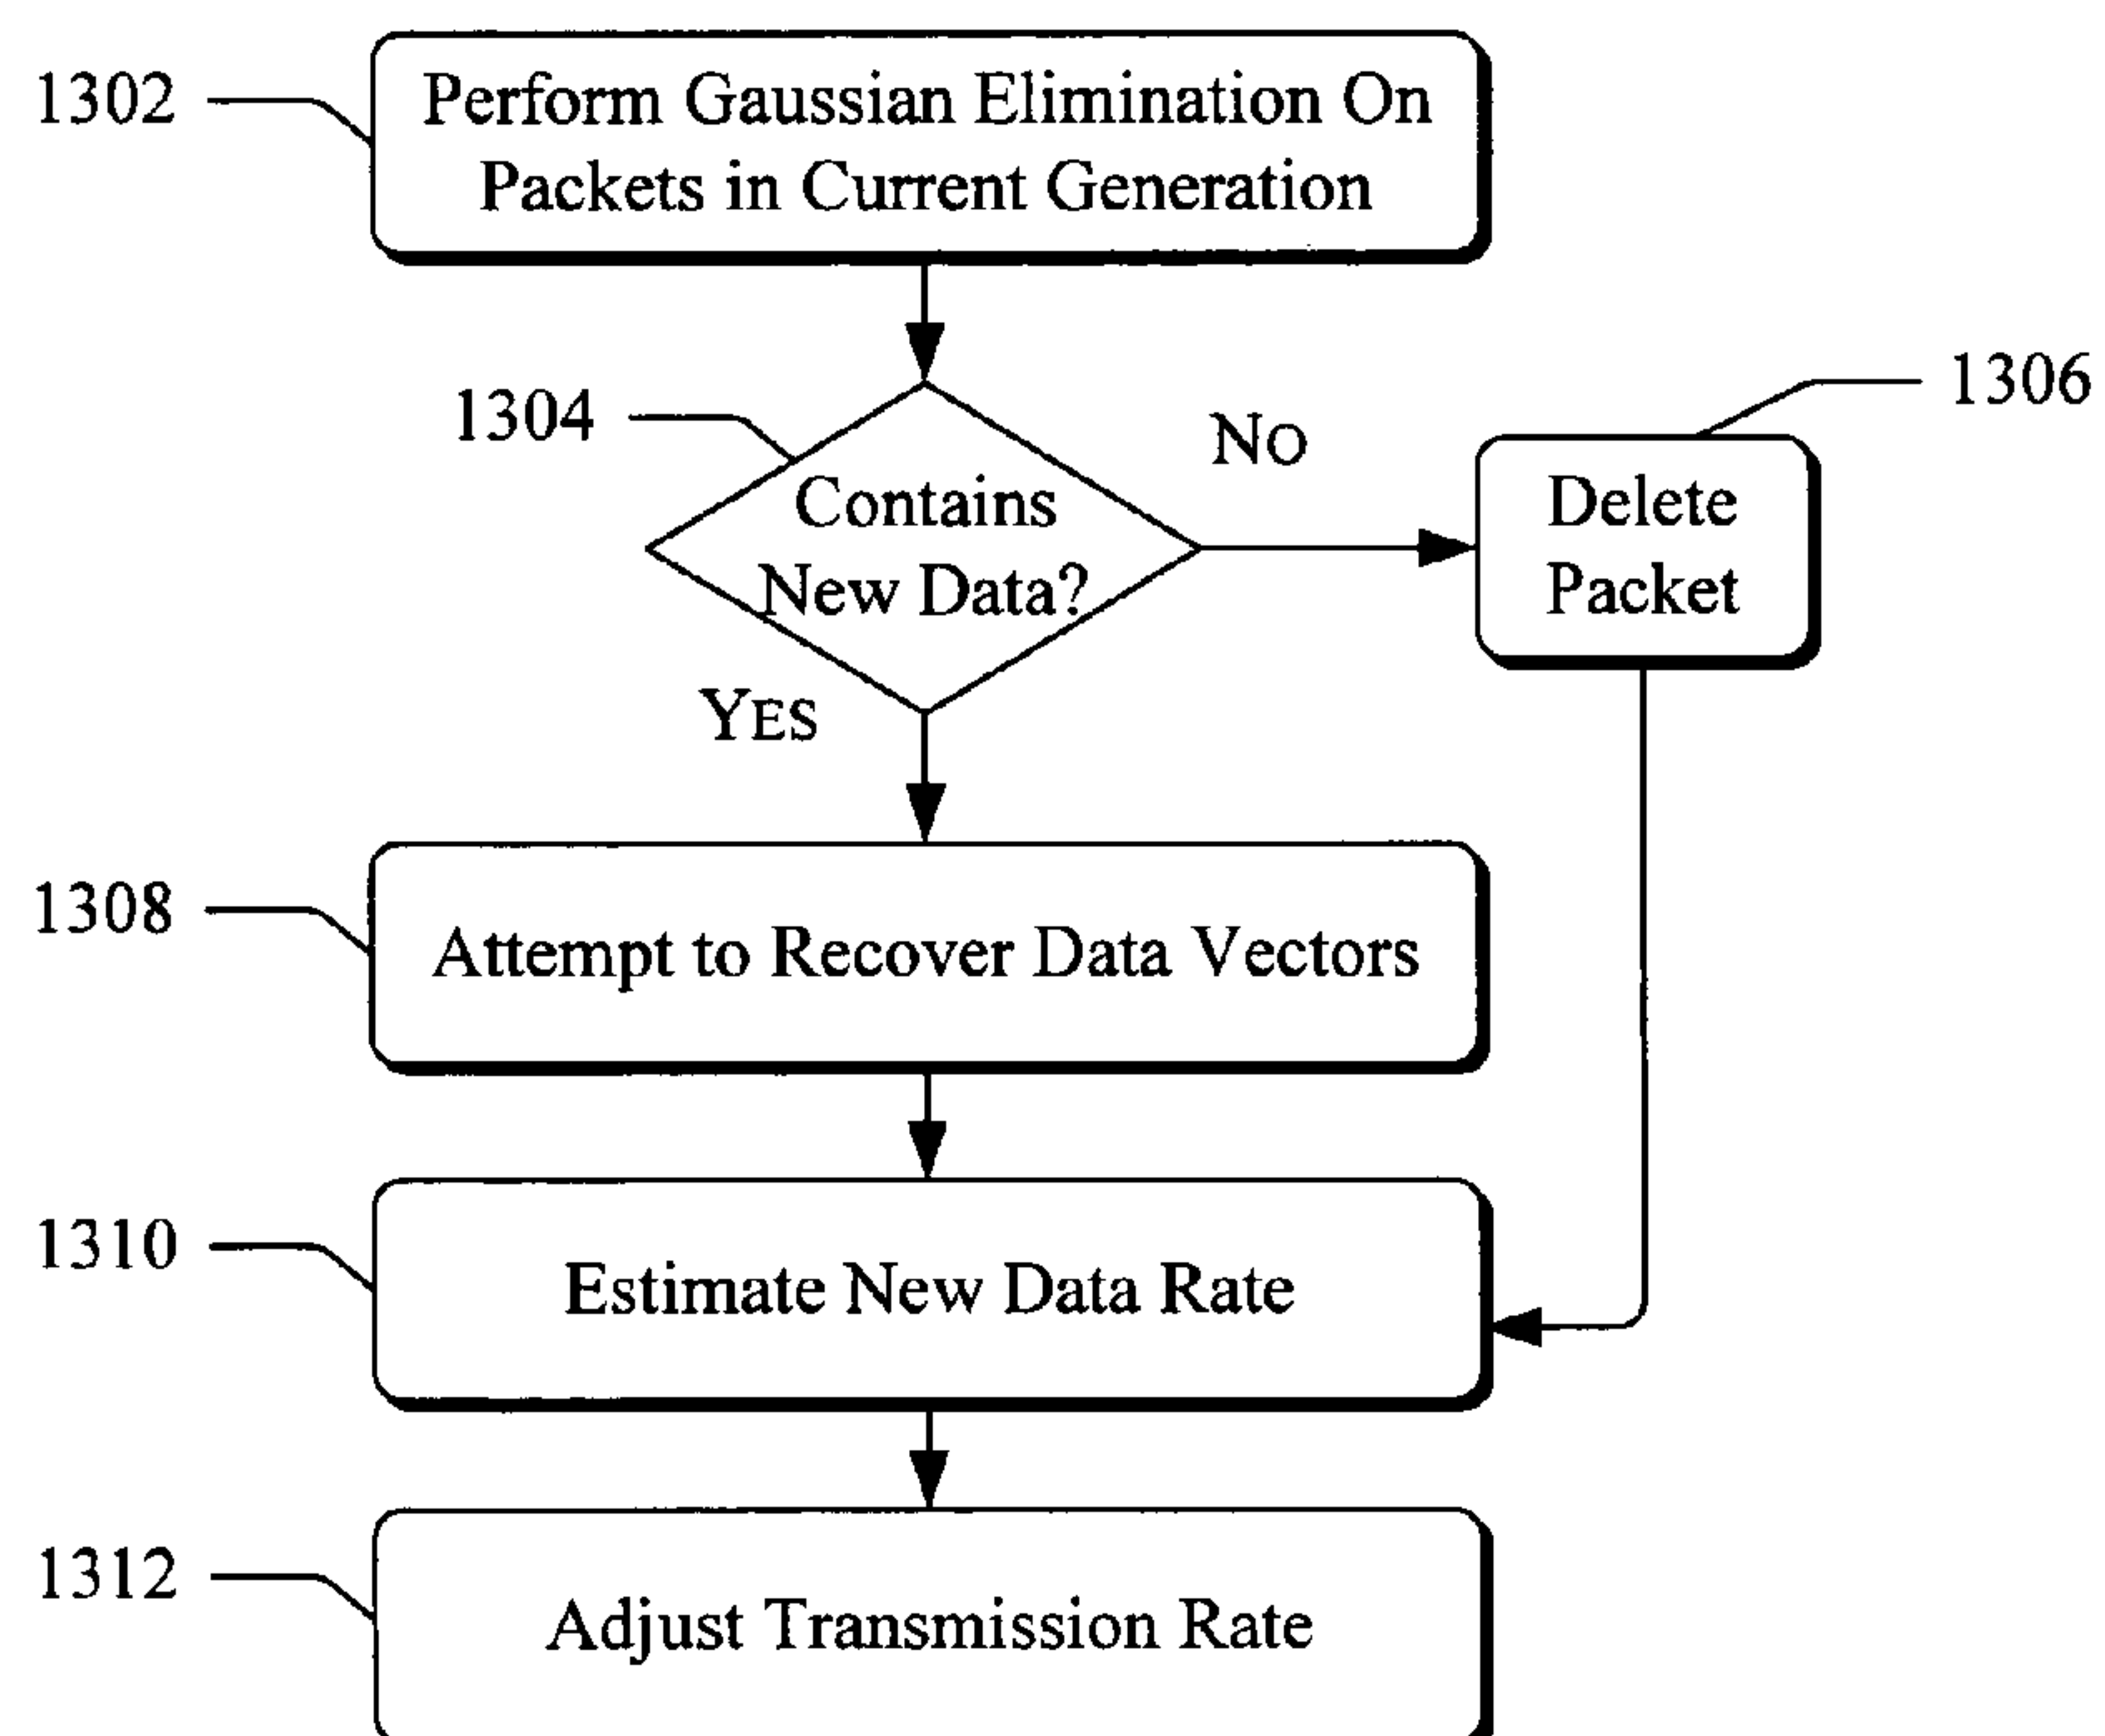 1302
Perform Gaussian Elimination On
Packets in Current Generation
1304
Contains
New Data?
NO
1306
Delete
Packet
YES
1308
Attempt to Recover Data Vectors
1310
Estimate New Data Rate
1312
Adjust Transmission Rate